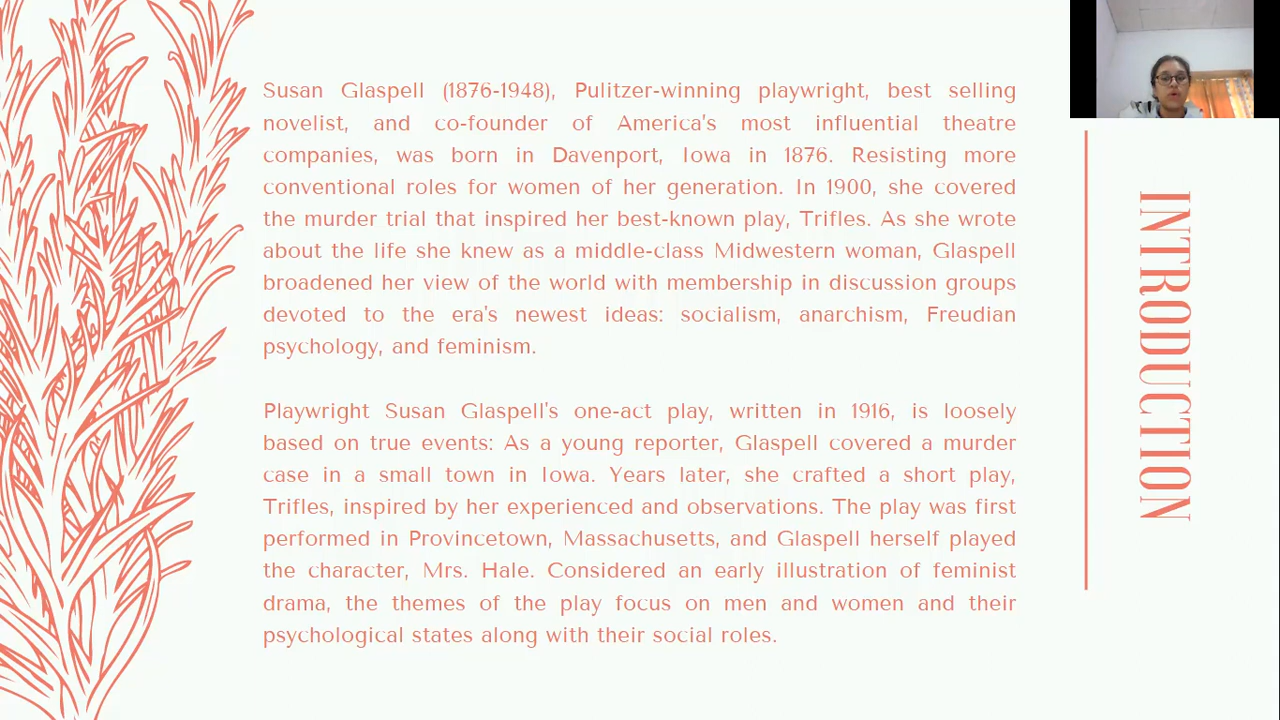 Susan Glaspell (1876-1948), Pulitzer-winning playwright, best selling
novelist, and co-founder of America's most influential theatre
companies, was born in Davenport, Iowa in 1876. Resisting more
conventional roles for women of her generation. In 1900, she covered
the murder trial that inspired her best-known play, Trifles. As she wrote
about the life she knew as a middle-class Midwestern woman, Glaspell
broadened her view of the world with membership in discussion groups
devoted to the era's newest ideas: socialism, anarchism, Freudian
psychology, and feminism.
Playwright Susan Glaspell's one-act play, written in 1916, is loosely
based on true events: As a young reporter, Glaspell covered a murder
case in a small town in Iowa. Years later, she crafted a short play,
Trifles, inspired by her experienced and observations. The play was first
performed in Provincetown, Massachusetts, and Glaspell herself played
the character, Mrs. Hale. Considered an early illustration of feminist
drama, the themes of the play focus on men and women and their
psychological states along with their social roles.
INTRODUCTION